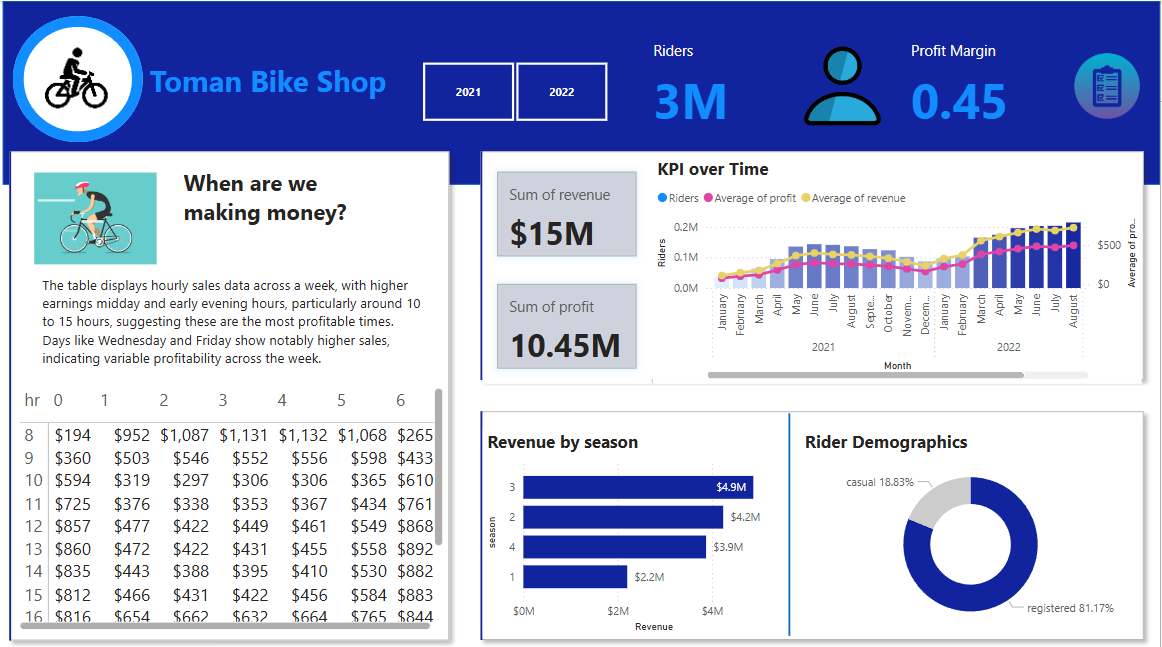 Toman Bike Shop
2021
2022
Riders
3M
Profit Margin
0.45
When are we
making money?
The table displays hourly sales data across a week, with higher
earnings midday and early evening hours, particularly around 10
to 15 hours, suggesting these are the most profitable times.
Days like Wednesday and Friday show notably higher sales,
indicating variable profitability across the week.
hr 0 1 2 3 4 5 6
8 $194 $952 $1,087 $1,131 $1,132 $1,068 $265
9 $360 $503 $546 $552 $556 $598 $433
10 $594 $319 $297 $306 $306 $365 $610
11 $725 $376 $338 $353 $367 $434 $761
12 $857 $477 $422 $449 $461 $549 $868
13 $860 $472 $422 $431 $455 $558 $892
14 $835 $443 $388 $395 $410 $530 $882
15 $812 $466 $431 $422 $456 $584 $883
16 $816 $654 $662 $632 $664 $765 $844
Sum of revenue
$15M
Sum of profit
10.45M
KPI over Time
Riders Average of profit Average of revenue
Riders
0.2M
0.1M
0.0M
$500
$0
Average of pro...
January
February
March
April
May
June
July
August
Septe...
October
Novem...
Decem...
January
February
March
April
May
June
July
August
2021
2022
Month
Revenue by season
season
3 $4.9M
2 $4.2M
4 $3.9M
1 $2.2M
$0M $2M $4M
Revenue
Rider Demographics
casual 18.83%
registered 81.17%